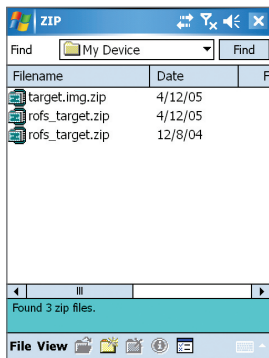 ZIP
Find My Device Find
Filename Date F
target.img.zip 4/12/05
rofs_target.zip 4/12/05
rofs_target.zip 12/8/04
Found 3 zip files.
File View